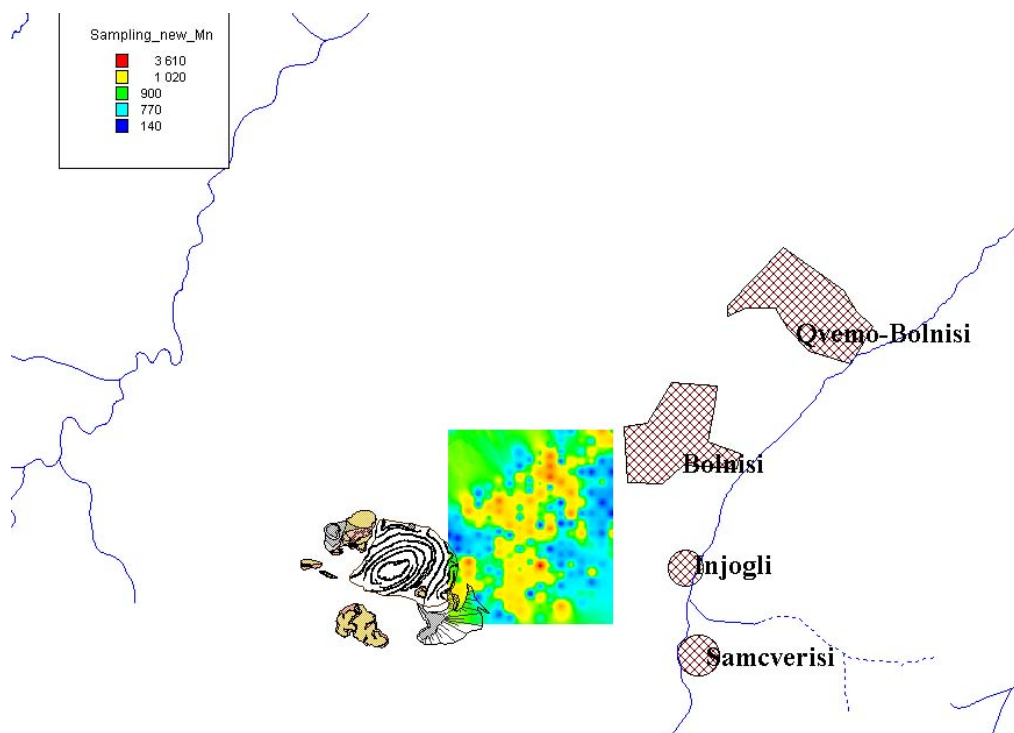 Sampling_new_Mn
3 610
1 020
900
770
140
Qvemo-Bolnisi
Bolnisi
Injogli
Samcverisi